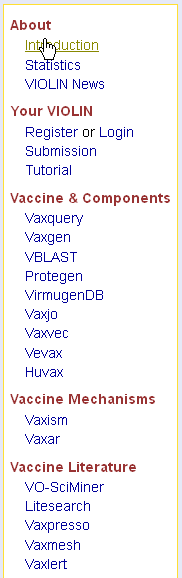 About
Introduction
Statistics
VIOLIN News
Your VIOLIN
Register or Login
Submission
Tutorial
Vaccine & Components
Vaxquery
Vaxgen
VBLAST
Protegen
VirmugenDB
Vaxjo
Vaxvec
Vevax
Huvax
Vaccine Mechanisms
Vaxism
Vaxar
Vaccine Literature
VO-SciMiner
Litesearch
Vaxpresso
Vaxmesh
Vaxlert